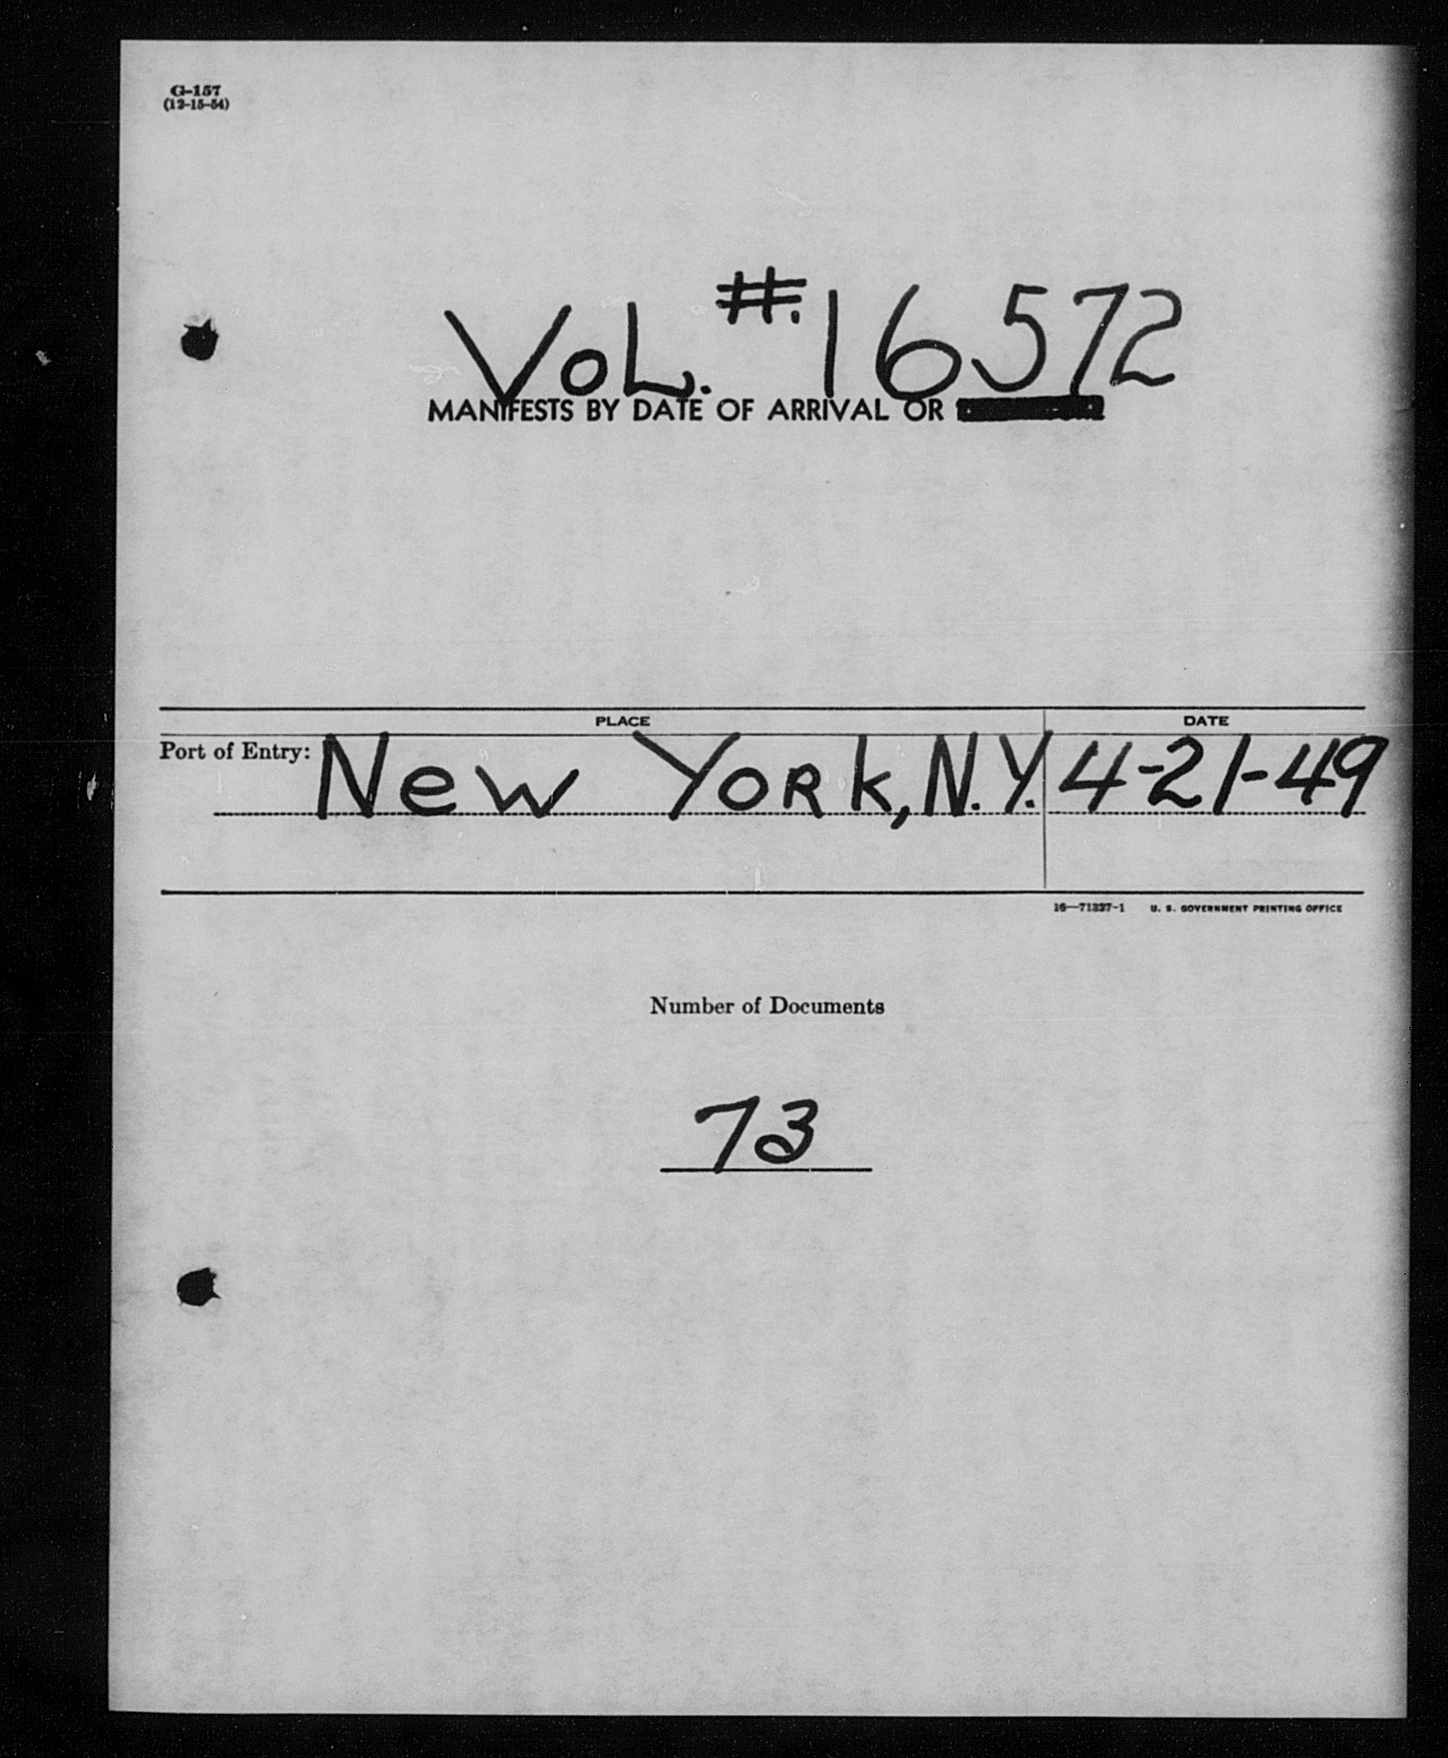 G-157
(12-15-54)
VOL. #. 16572
MANIFESTS BY DATE OF ARRIVAL OR
PLACE DATE
Port of Entry: New YORk, N.Y. 4-21-49
16—71327-1 U. S. GOVERNMENT PRINTING OFFICE
Number of Documents
73